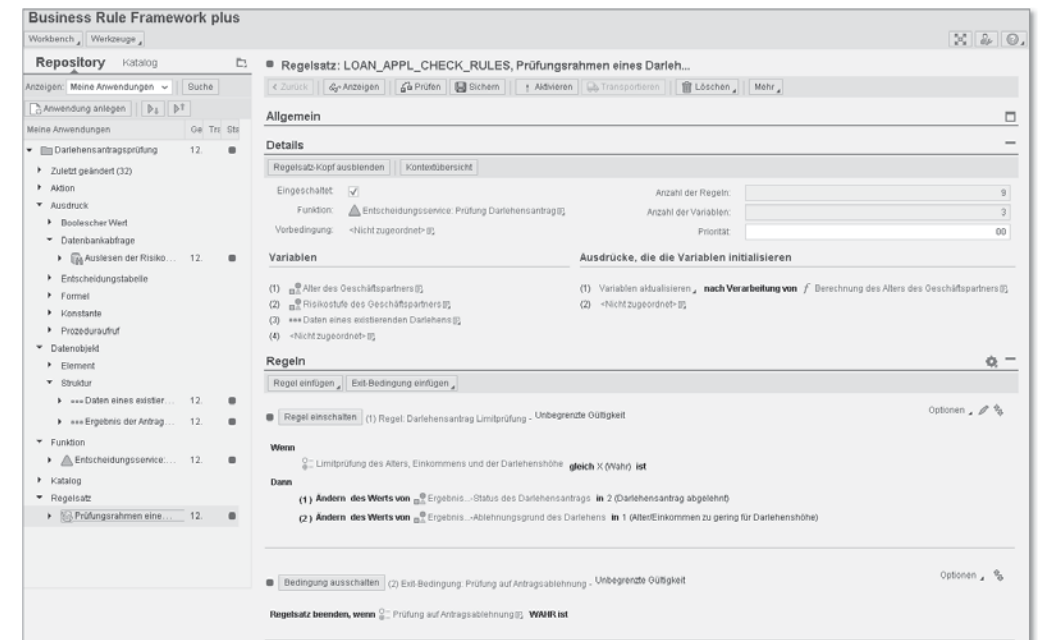 Business Rule Framework plus
Workbench Werkzeuge
Repository Katalog
Anzeigen: Meine Anwendungen Suche
Anwendung anlegen
Meine Anwendungen Ge Tri Sta
Darlehensantragsprüfung 12.
Zuletzt geändert (32)
Aktion
Ausdruck
Boolescher Wert
Datenbankabfrage
Auslesen der Risiko... 12.
Entscheidungstabelle
Formel
Konstante
Prozeduraufruf
Datenobjekt
Element
Struktur
Daten eines existier... 12.
Ergebnis der Antrag... 12.
Funktion
Entscheidungsservice:... 12.
Katalog
Regelsatz
Prüfungsrahmen eine... 12.
Regelsatz: LOAN_APPL_CHECK_RULES, Prüfungsrahmen eines Darleh...
< Zurück Anzeigen Prüfen Sichern Aktivieren Transportieren Löschen Mehr
Allgemein
Details
Regelsatz-Kopf ausblenden Kontextübersicht
Eingeschaltet: Anzahl der Regeln: 9
Funktion: Entscheidungsservice: Prüfung Darlehensantrag Anzahl der Variablen: 3
Vorbedingung: <Nicht zugeordnet> Priorität: 00
Variablen Ausdrücke, die die Variablen initialisieren
(1) Alter des Geschäftspartners (1) Variablen aktualisieren nach Verarbeitung von f Berechnung des Alters des Geschäftspartners
(2) Risikostufe des Geschäftspartners (2) <Nicht zugeordnet>
(3) Daten eines existierenden Darlehens
(4) <Nicht zugeordnet>
Regeln
Regel einfügen Exit-Bedingung einfügen
Regel einschalten (1) Regel: Darlehensantrag Limitprüfung - Unbegrenzte Gültigkeit Optionen
Wenn
Limitprüfung des Alters, Einkommens und der Darlehenshöhe gleich X (Wahr) ist
Dann
(1) Ändern des Werts von Ergebnis...-Status des Darlehensantrags in 2 (Darlehensantrag abgelehnt)
(2) Ändern des Werts von Ergebnis...-Ablehnungsgrund des Darlehens in 1 (Alter/Einkommen zu gering für Darlehenshöhe)
Bedingung ausschalten (2) Exit-Bedingung: Prüfung auf Antragsablehnung - Unbegrenzte Gültigkeit Optionen
Regelsatz beenden, wenn Prüfung auf Antragsablehnung WAHR ist